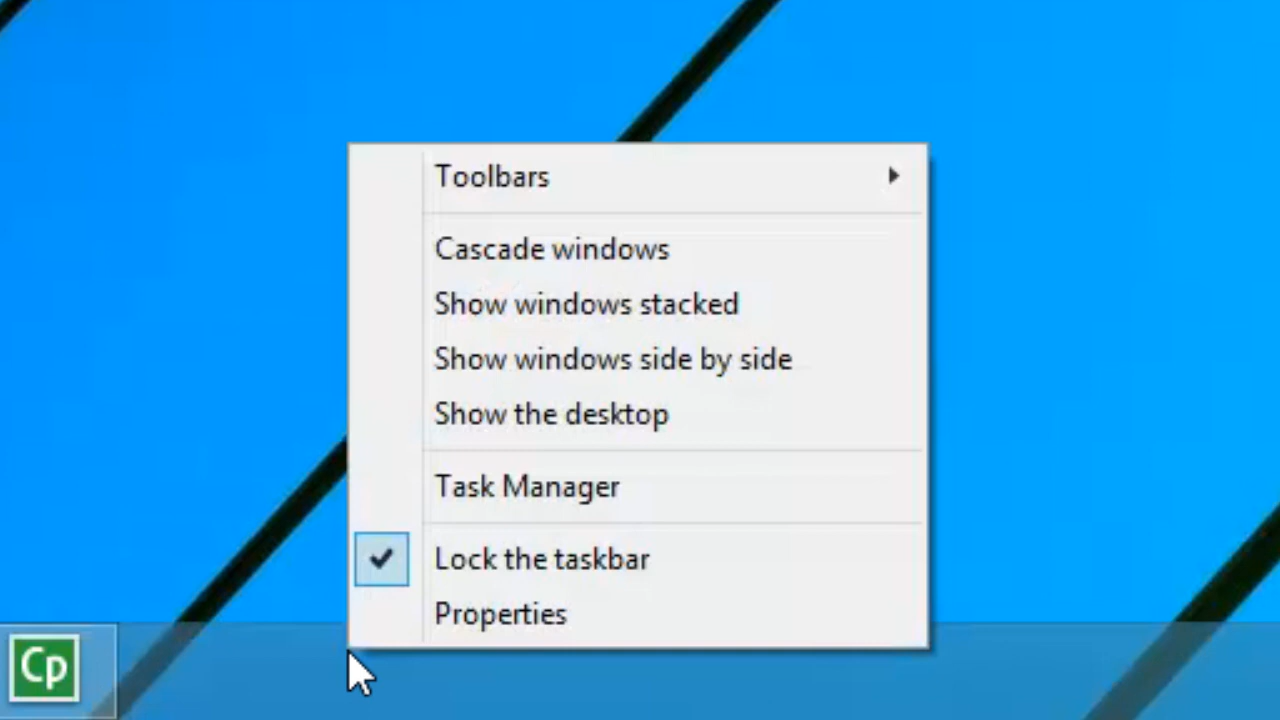 Toolbars
Cascade windows
Show windows stacked
Show windows side by side
Show the desktop
Task Manager
Lock the taskbar
Properties
Cp